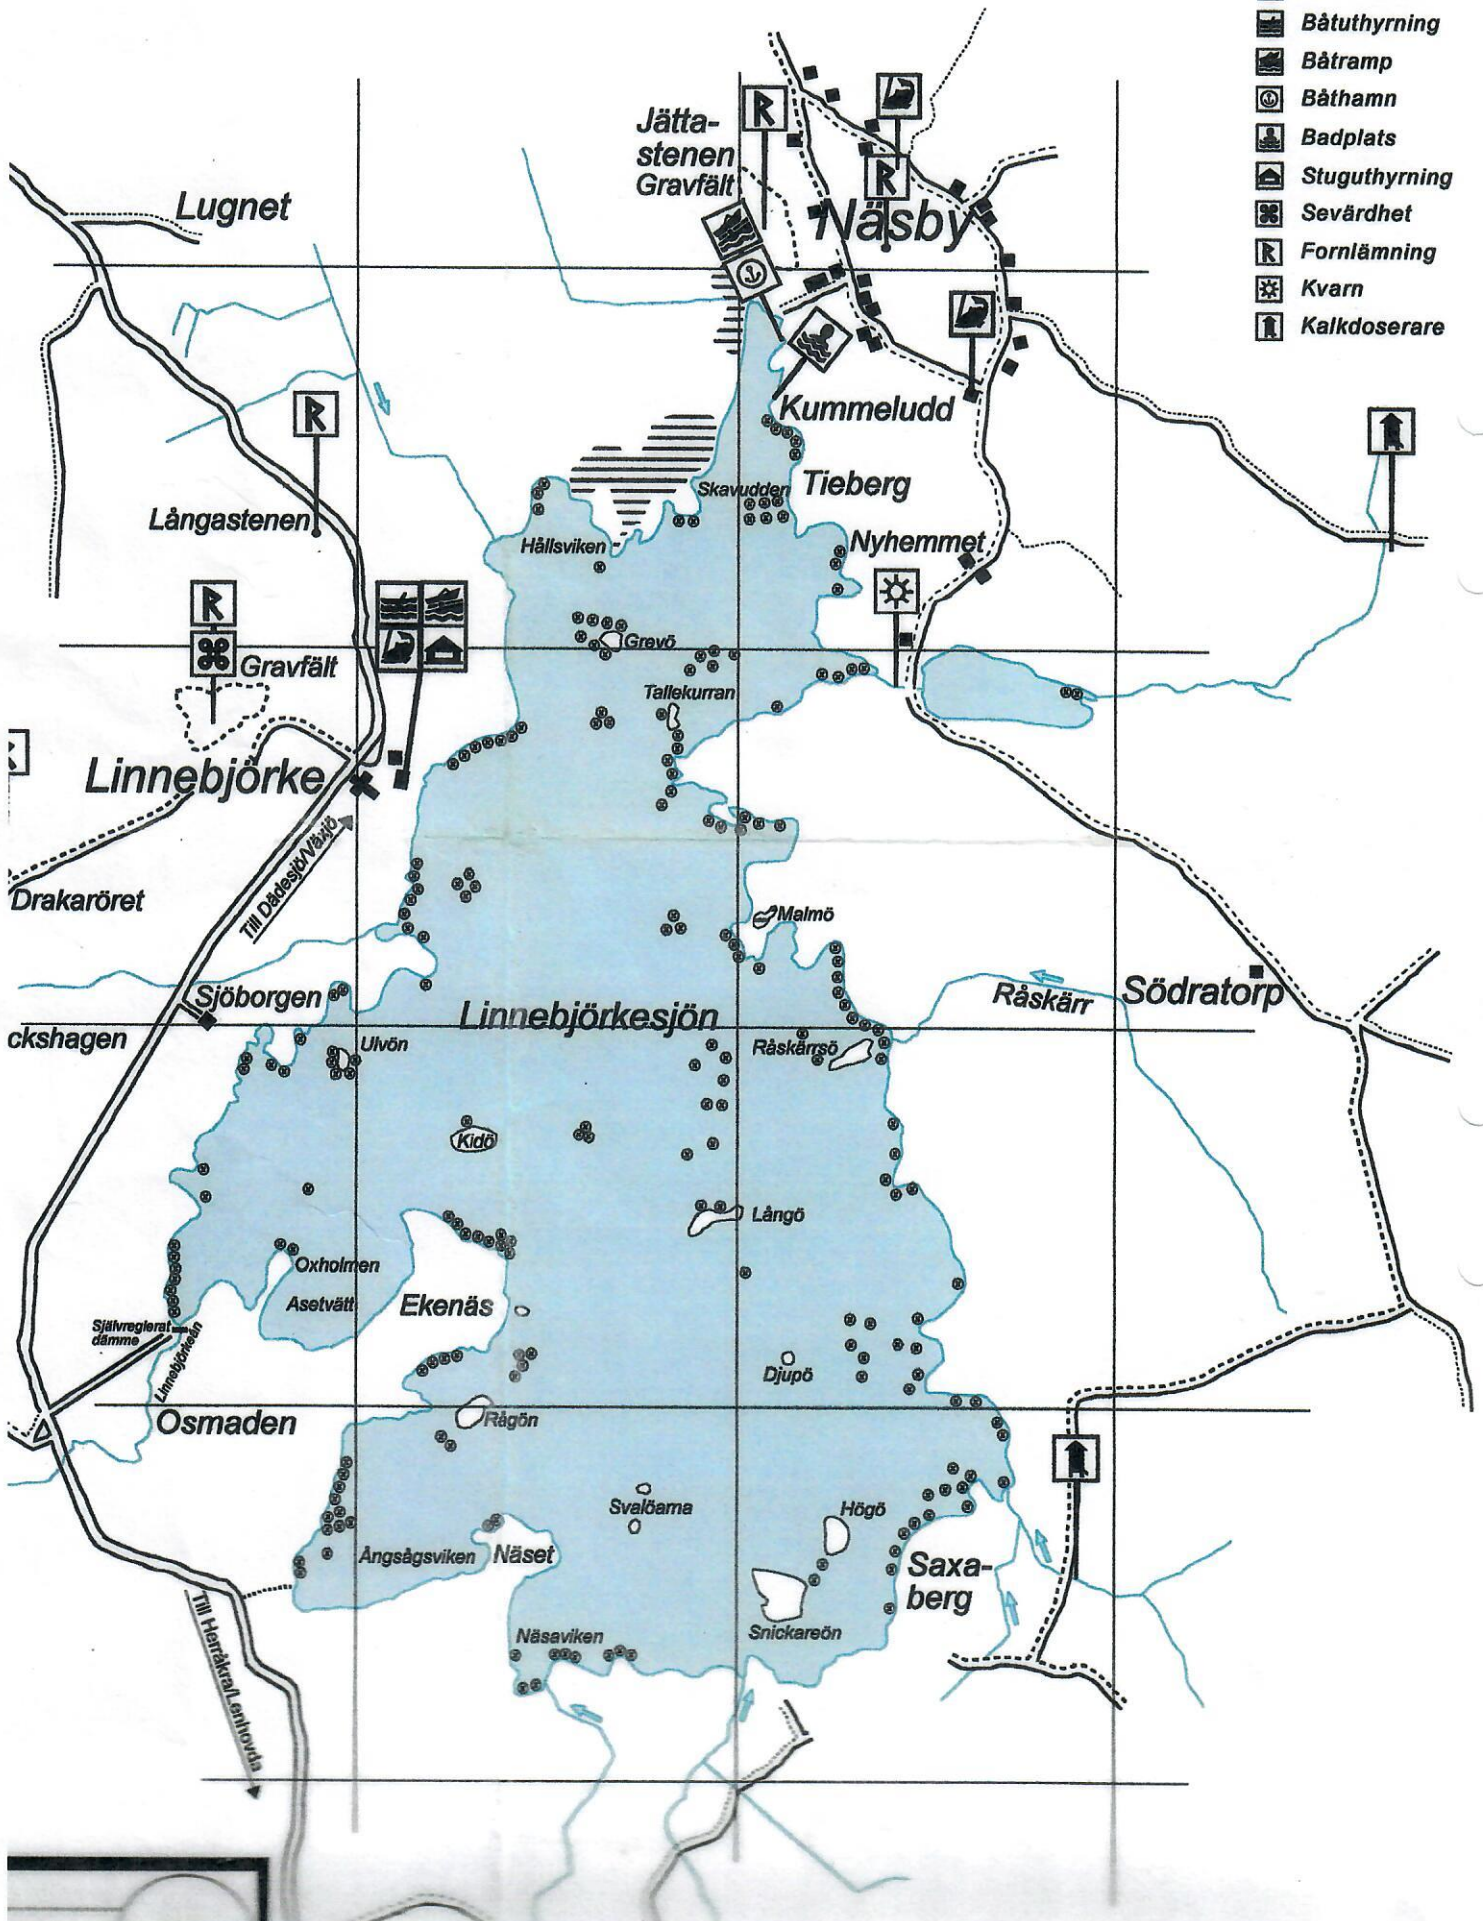 Båtuthyrning
Båtramp
Båthamn
Badplats
Stuguthyrning
Sevärdhet
Fornlämning
Kvarn
Kalkdoserare
Jätta-
stenen
Gravfält
R
R
Näsby
Lugnet
R
Kummeludd
Skavudden
Tieberg
Långastenen
Hållsviken
Nyhemmet
R
Gravfält
Grevö
Tallekurran
Linnebjörke
Till Dädesjö/Växjö
Drakaröret
Malmö
Sjöborgen
Linnebjörkesjön
Råskärr
Södratorp
ckshagen
Ulvön
Råskärrsö
Kidö
Långö
Oxholmen
Asetvätt
Ekenäs
Självreglerat
dämme
Linnebjörkeån
Djupö
Osmaden
Rågön
Svalöarna
Högö
Ängsågsviken
Näset
Saxa-
berg
Till Herråkra/Lenhovda
Näsaviken
Snickareön